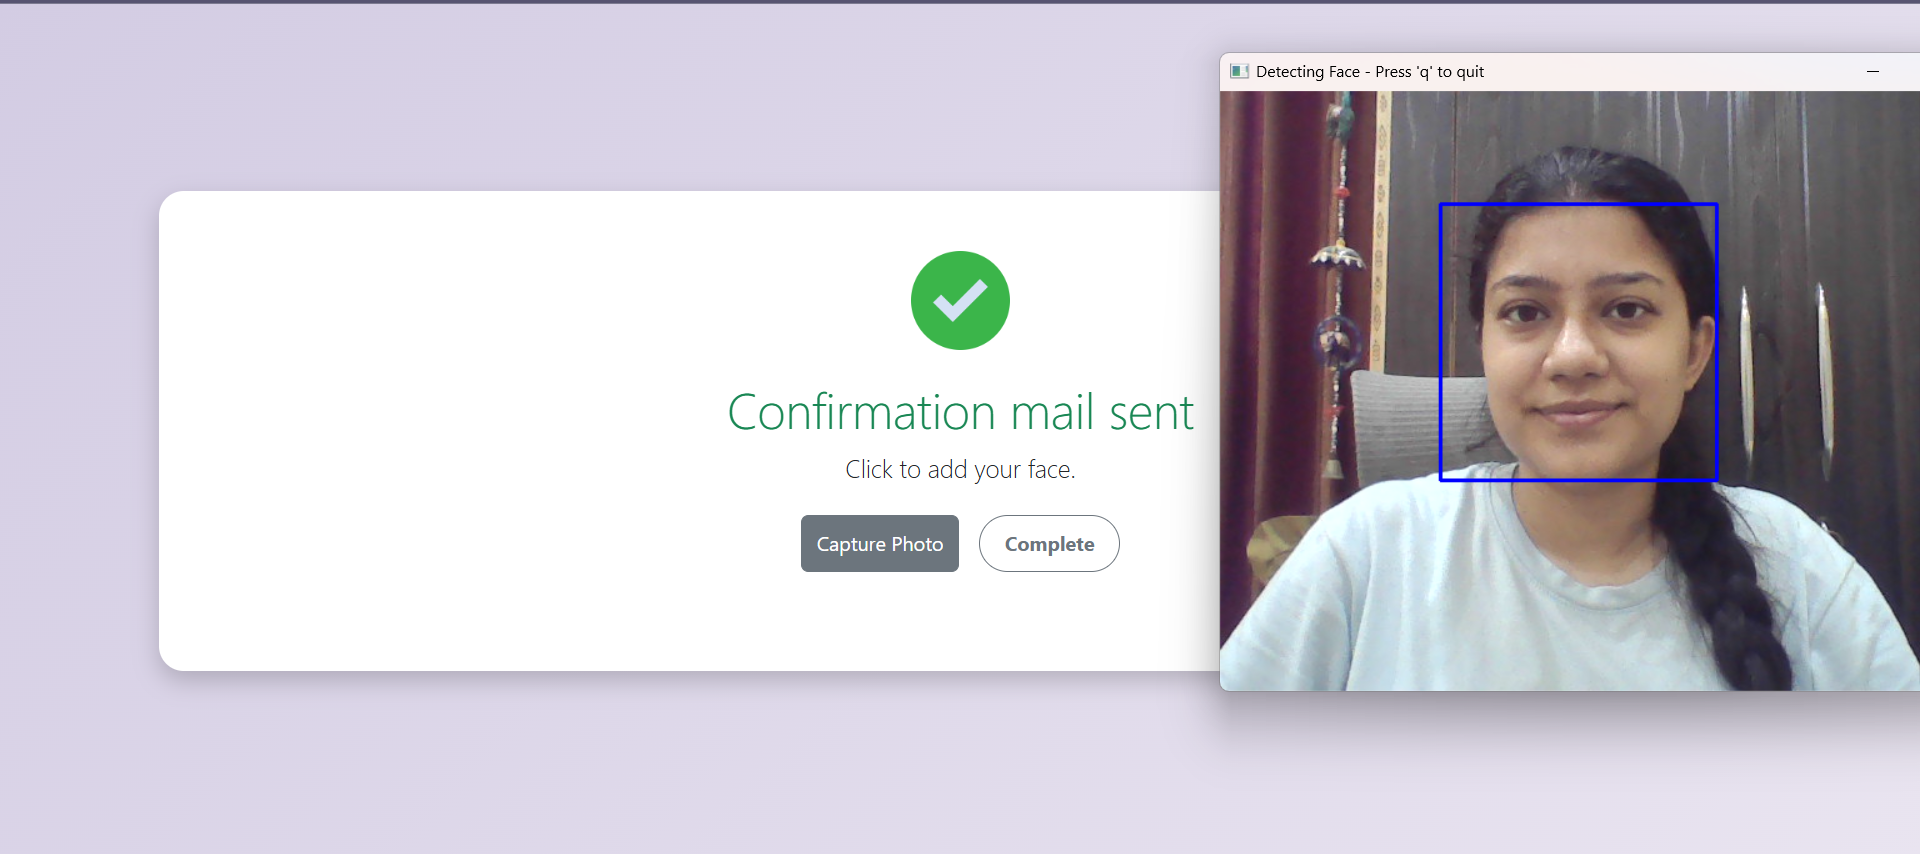 Detecting Face - Press 'q' to quit
Confirmation mail sent
Click to add your face.
Capture Photo
Complete